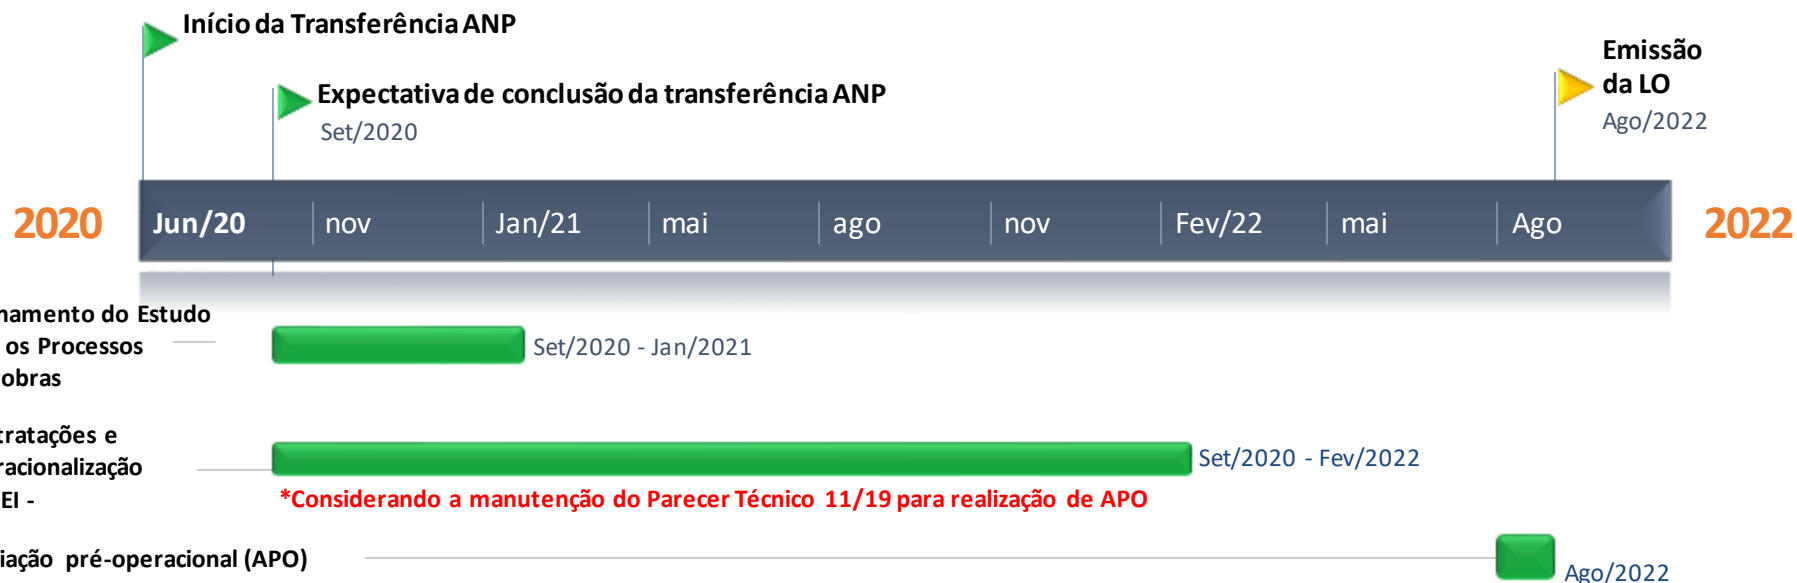 Início da Transferência ANP
Expectativa de conclusão da transferência ANP
Set/2020
Emissão
da LO
Ago/2022
2020 Jun/20 nov Jan/21 mai ago nov Fev/22 mai Ago 2022
hamento do Estudo
os Processos
obras
Set/2020 - Jan/2021
tratações e
racionalização
EI -
Set/2020 - Fev/2022
*Considerando a manutenção do Parecer Técnico 11/19 para realização de APO
iação pré-operacional (APO)
Ago/2022